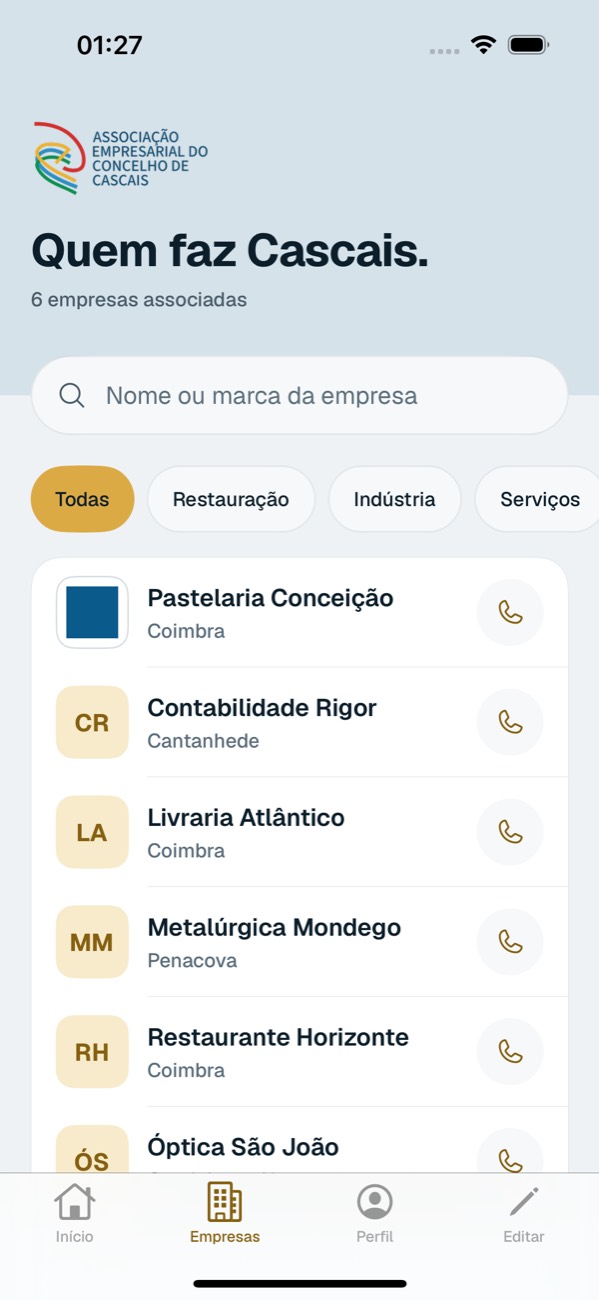 01:27
ASSOCIAÇÃO
EMPRESARIAL DO
CONCELHO DE
CASCAIS
Quem faz Cascais.
6 empresas associadas
Nome ou marca da empresa
Todas
Restauração
Indústria
Serviços
Pastelaria Conceição
Coimbra
CR
Contabilidade Rigor
Cantanhede
LA
Livraria Atlântico
Coimbra
MM
Metalúrgica Mondego
Penacova
RH
Restaurante Horizonte
Coimbra
ÓS
Óptica São João
Início
Empresas
Perfil
Editar